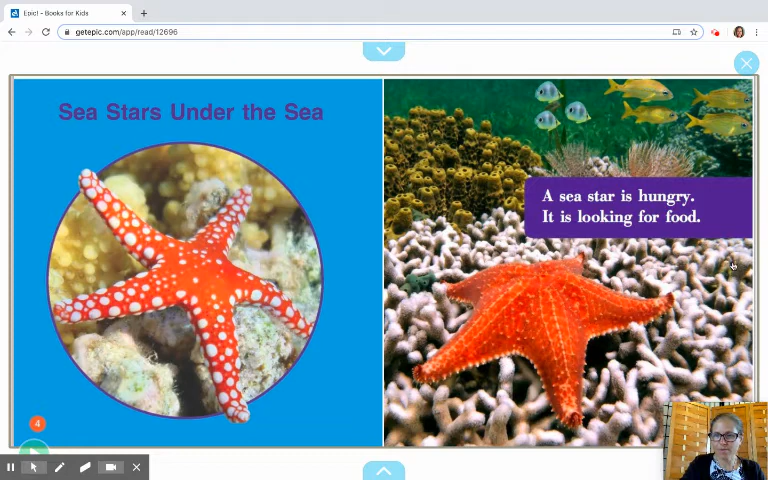 Epic! - Books for Kids
getepic.com/app/read/12696
Sea Stars Under the Sea
A sea star is hungry.
It is looking for food.
4